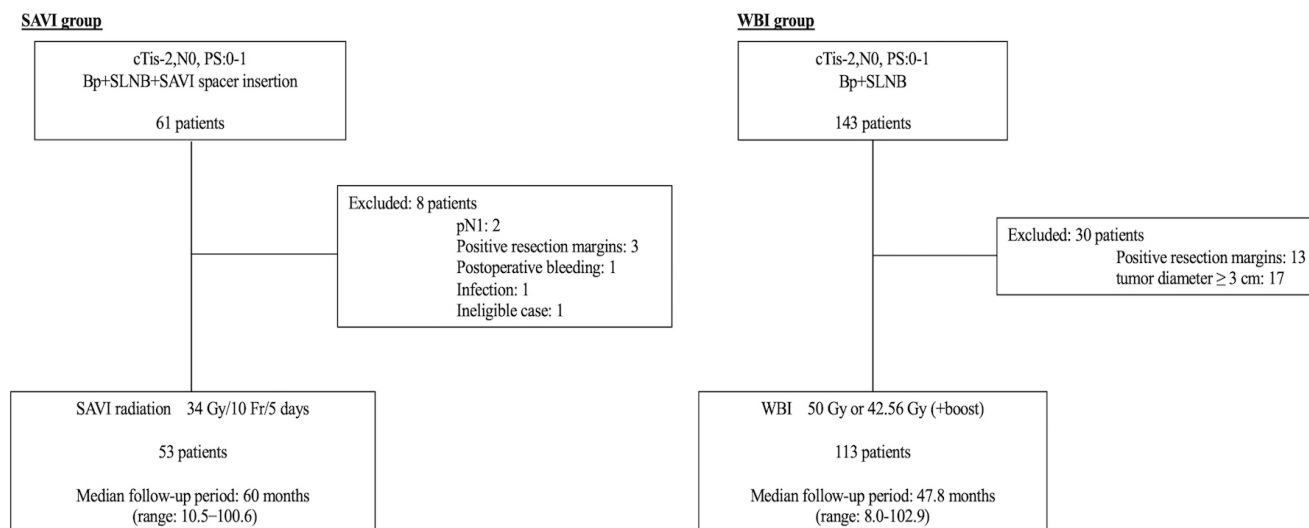 SAVI group
cTis-2,N0, PS:0-1
Bp+SLNB+SAVI spacer insertion
61 patients
Excluded: 8 patients
pN1: 2
Positive resection margins: 3
Postoperative bleeding: 1
Infection: 1
Ineligible case: 1
SAVI radiation 34 Gy/10 Fr/5 days
53 patients
Median follow-up period: 60 months
(range: 10.5−100.6)
WBI group
cTis-2,N0, PS:0-1
Bp+SLNB
143 patients
Excluded: 30 patients
Positive resection margins: 13
tumor diameter ≥ 3 cm: 17
WBI 50 Gy or 42.56 Gy (+boost)
113 patients
Median follow-up period: 47.8 months
(range: 8.0-102.9)